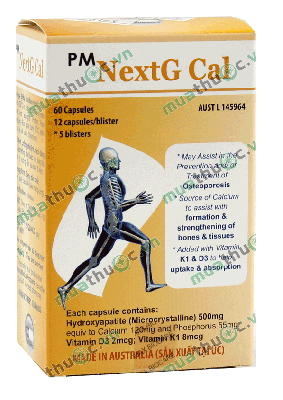 PM NextG Cal
60 Capsules
12 capsules/blister
* 5 blisters
AUST L 145964
* May Assist in the
Prevention and/or
Treatment of
Osteoporosis
* Source of Calcium
to assist with
formation &
strengthening of
bones & tissues
* Added with Vitamin
K1 & D3 to help
uptake & absorption
Each capsule contains:
Hydroxyapatite (Microcrystalline) 500mg
equiv to Calcium 120mg and Phosphorus 55mg
Vitamin D3 2mcg; Vitamin K1 8mcg
MADE IN AUSTRALIA (SẢN XUẤT TẠI ÚC)
muathuốc.vn